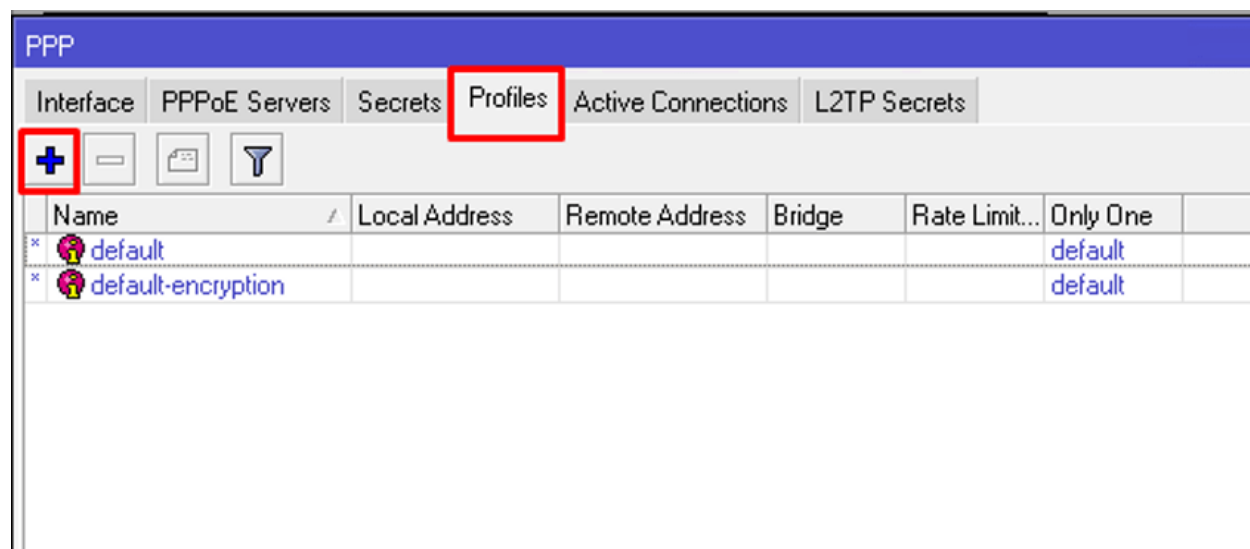 PPP
Interface PPPoE Servers Secrets Profiles Active Connections L2TP Secrets
Name Local Address Remote Address Bridge Rate Limit... Only One
* default default
* default-encryption default